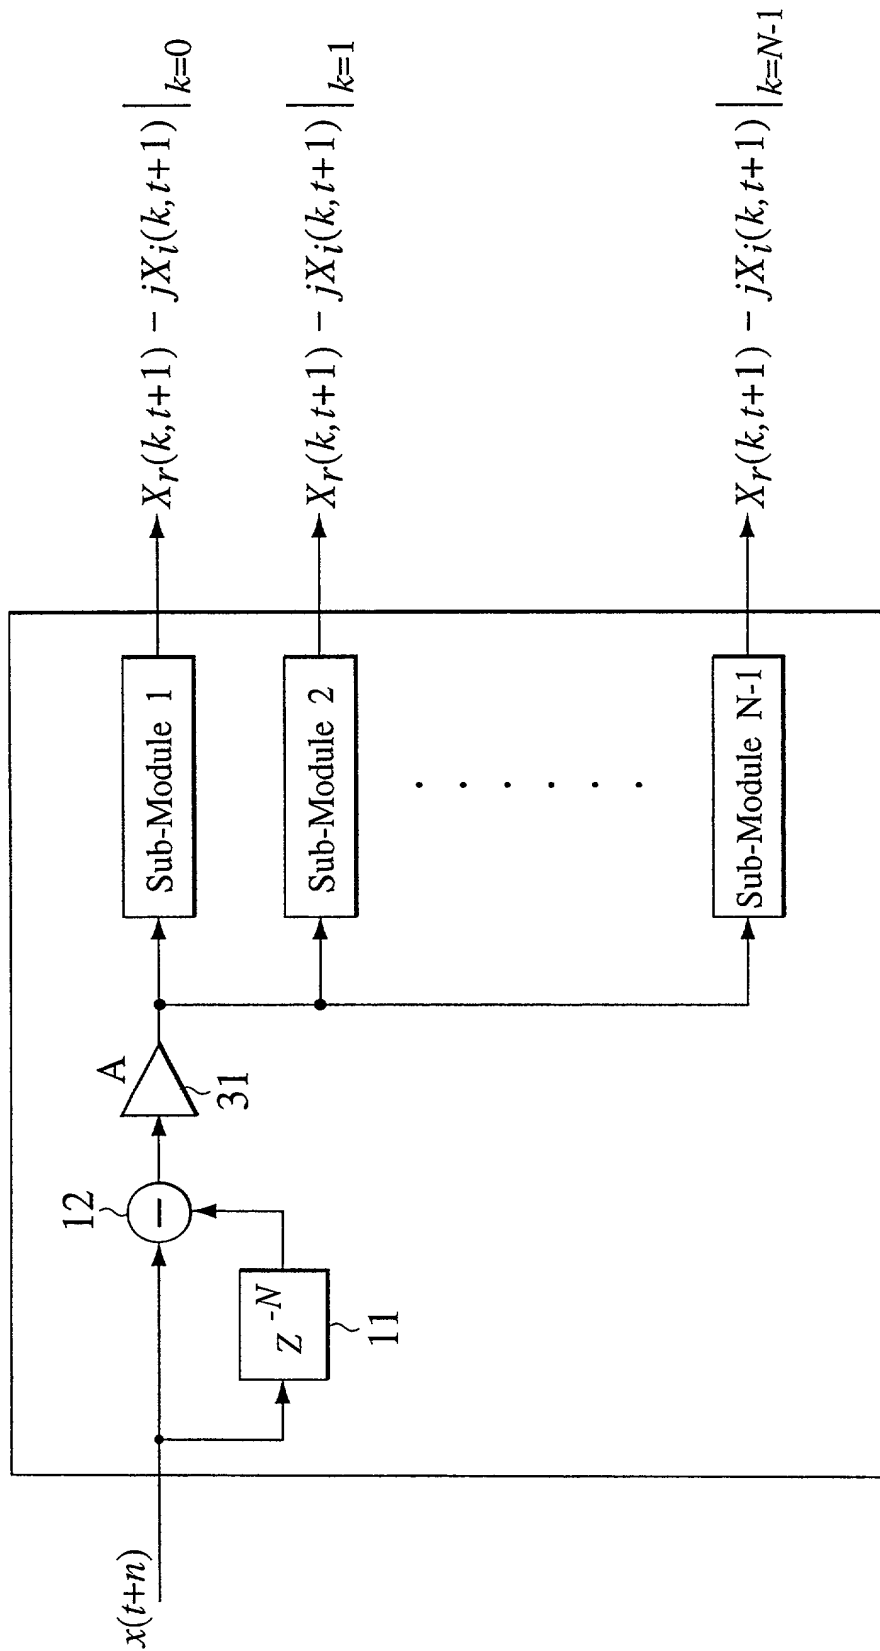 x(t+n)
12
A
31
Z^-N
11
Sub-Module 1
Sub-Module 2
. . . . . .
Sub-Module N-1
X_r(k,t+1) − jX_i(k,t+1)|_k=0
X_r(k,t+1) − jX_i(k,t+1)|_k=1
X_r(k,t+1) − jX_i(k,t+1)|_k=N-1